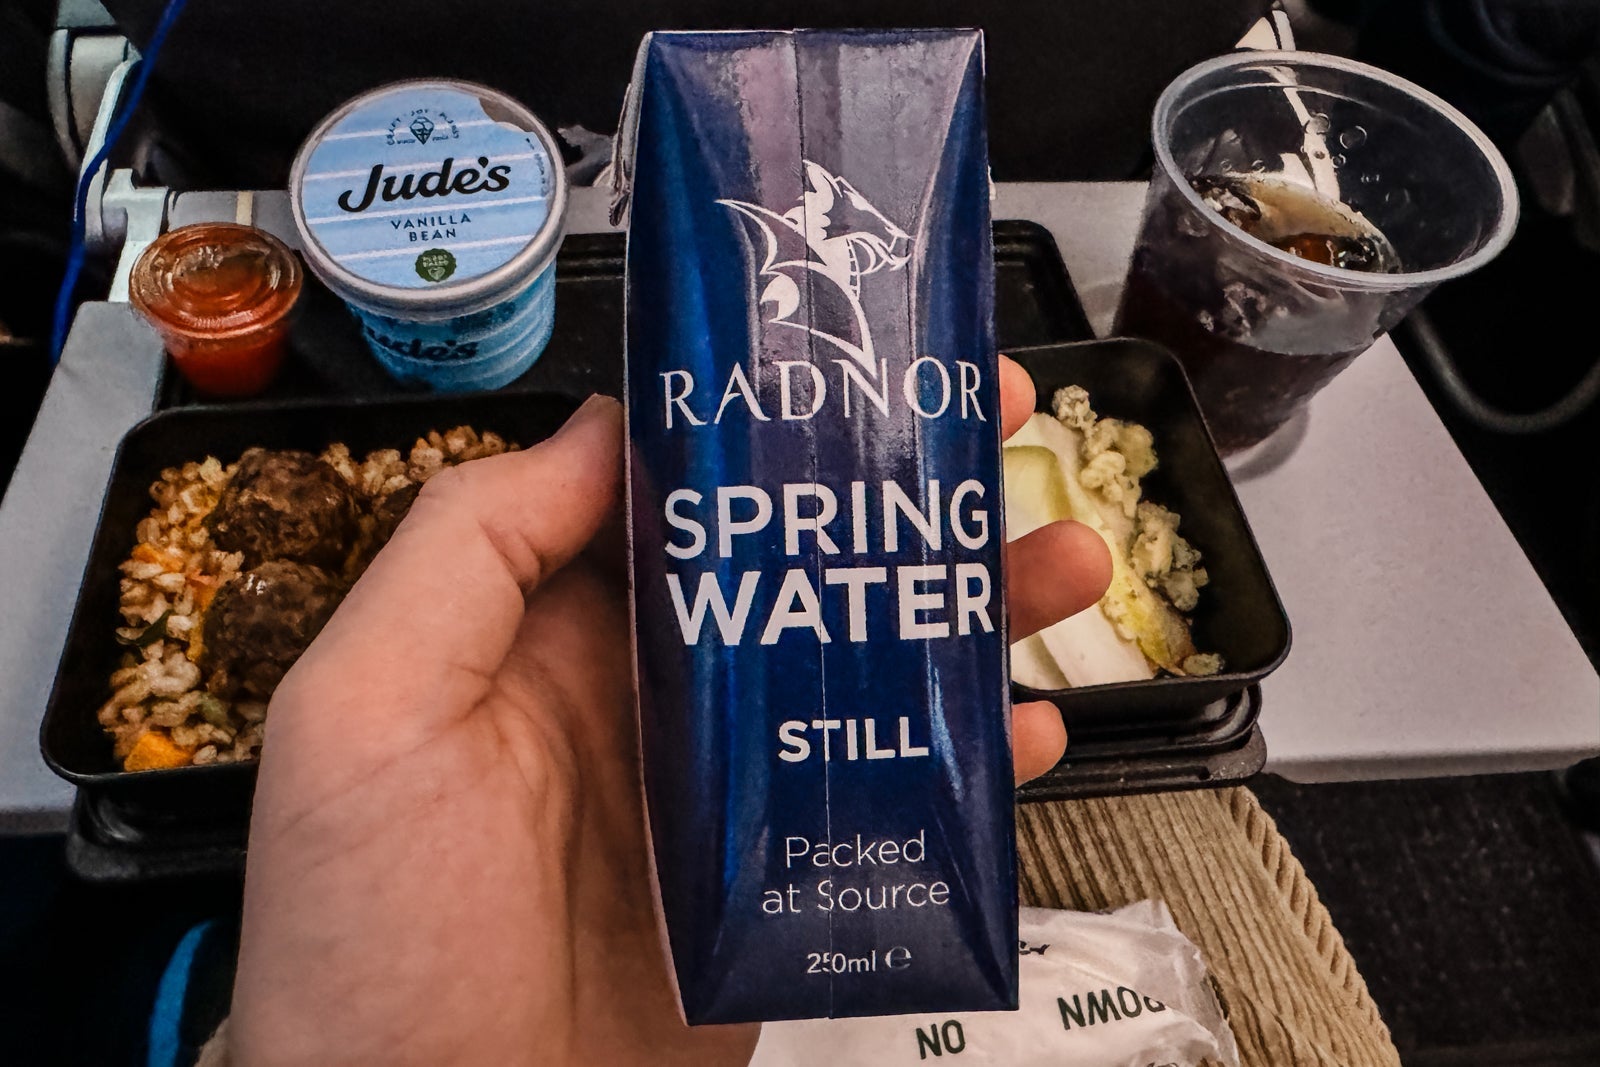 Jude's
VANILLA
BEAN
Jude's
RADNOR
SPRING
WATER
STILL
Packed
at Source
250ml e
NO
DOWN